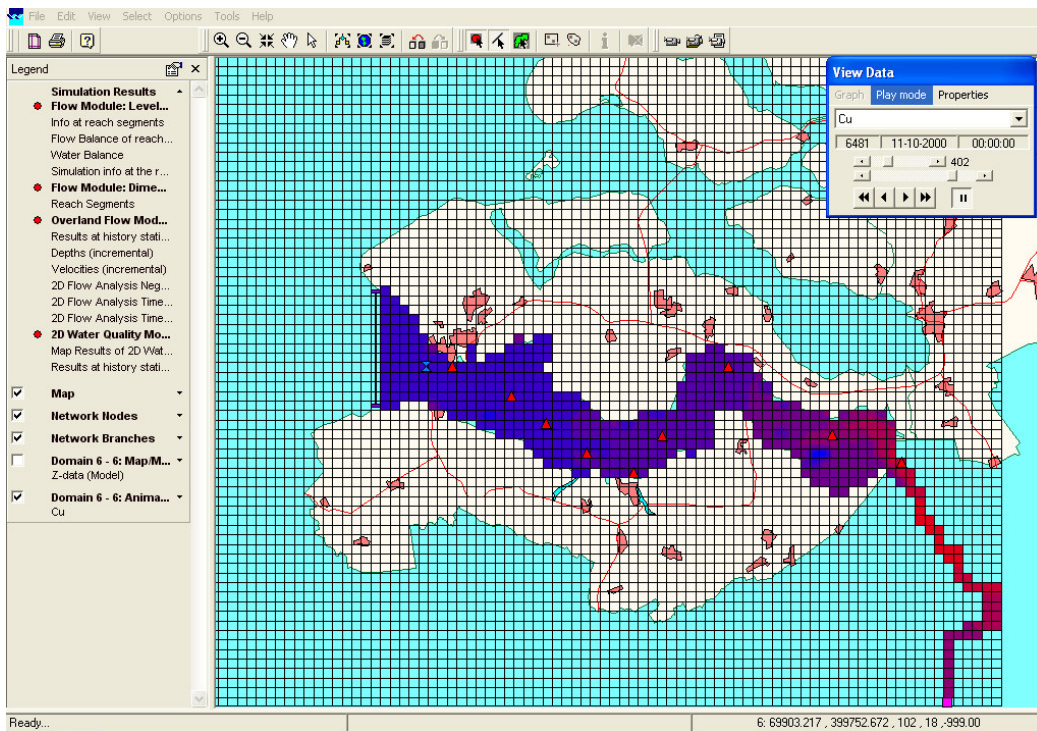 File Edit View Select Options Tools Help
Legend
Simulation Results
Flow Module: Level...
Info at reach segments
Flow Balance of reach...
Water Balance
Simulation info at the r...
Flow Module: Dime...
Reach Segments
Overland Flow Mod...
Results at history stati...
Depths (incremental)
Velocities (incremental)
2D Flow Analysis Neg...
2D Flow Analysis Time...
2D Flow Analysis Time...
2D Water Quality Mo...
Map Results of 2D Wat...
Results at history stati...
Map
Network Nodes
Network Branches
Domain 6 - 6: Map/M...
Z-data (Model)
Domain 6 - 6: Anima...
Cu
View Data
Graph Play mode Properties
Cu
6481 11-10-2000 00:00:00
402
Ready...
6: 69903.217 , 399752.672 , 102 , 18 ,-999.00